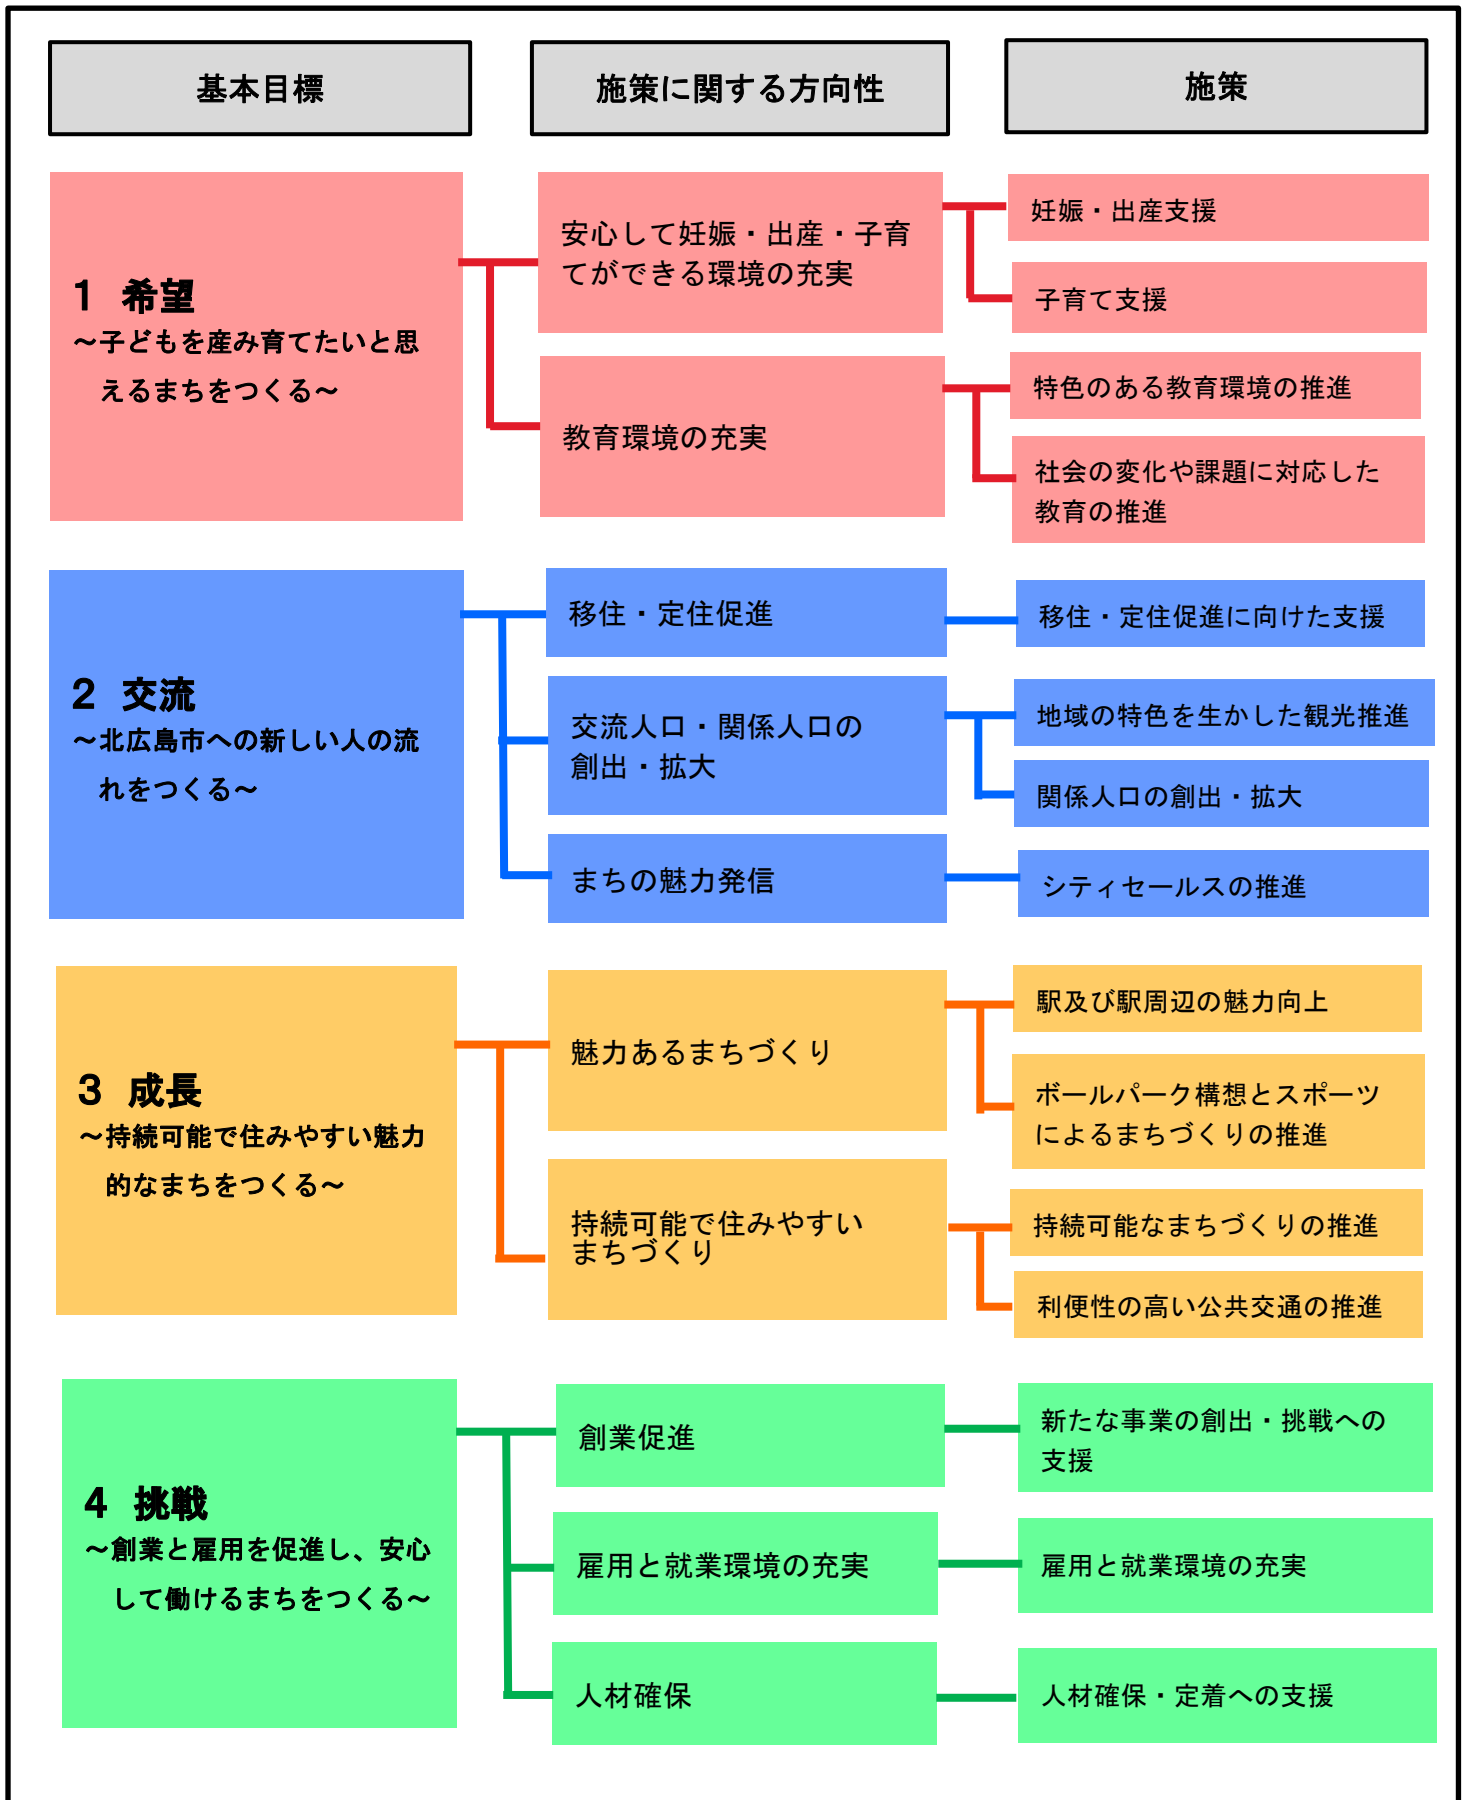 基本目標
施策に関する方向性
施策
1 希望
～子どもを産み育てたいと思
えるまちをつくる～
安心して妊娠・出産・子育
てができる環境の充実
妊娠・出産支援
子育て支援
教育環境の充実
特色のある教育環境の推進
社会の変化や課題に対応した
教育の推進
2 交流
～北広島市への新しい人の流
れをつくる～
移住・定住促進
移住・定住促進に向けた支援
交流人口・関係人口の
創出・拡大
地域の特色を生かした観光推進
関係人口の創出・拡大
まちの魅力発信
シティセールスの推進
3 成長
～持続可能で住みやすい魅力
的なまちをつくる～
魅力あるまちづくり
駅及び駅周辺の魅力向上
ボールパーク構想とスポーツ
によるまちづくりの推進
持続可能で住みやすい
まちづくり
持続可能なまちづくりの推進
利便性の高い公共交通の推進
4 挑戦
～創業と雇用を促進し、安心
して働けるまちをつくる～
創業促進
新たな事業の創出・挑戦への
支援
雇用と就業環境の充実
雇用と就業環境の充実
人材確保
人材確保・定着への支援